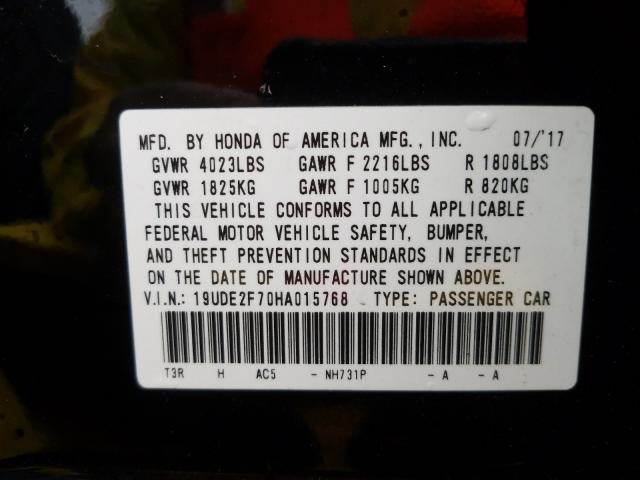 MFD. BY HONDA OF AMERICA MFG., INC. 07/'17
GVWR 4023LBS GAWR F 2216LBS R 1808LBS
GVWR 1825KG GAWR F 1005KG R 820KG
THIS VEHICLE CONFORMS TO ALL APPLICABLE
FEDERAL MOTOR VEHICLE SAFETY, BUMPER,
AND THEFT PREVENTION STANDARDS IN EFFECT
ON THE DATE OF MANUFACTURE SHOWN ABOVE.
V.I.N.: 19UDE2F70HA015768 TYPE: PASSENGER CAR
T3R H AC5 - NH731P - A - A